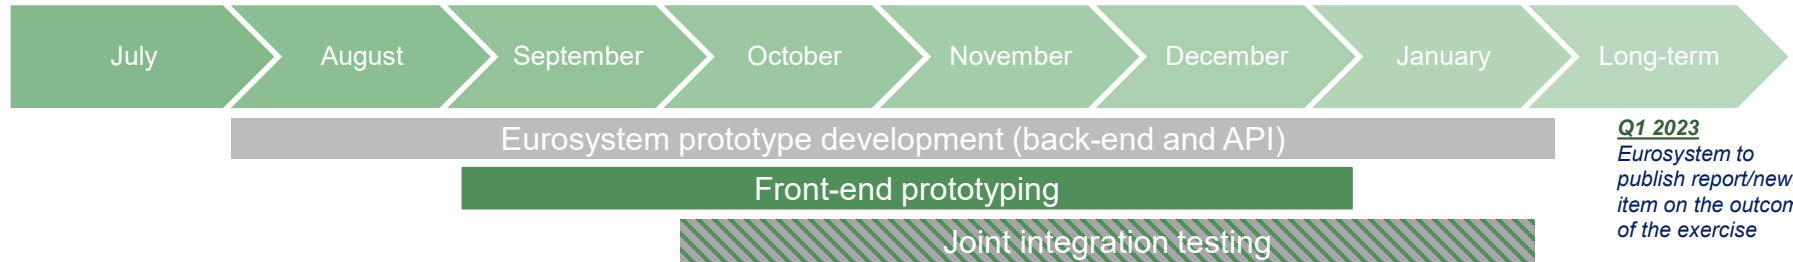 July
August
September
October
November
December
January
Long-term
Eurosystem prototype development (back-end and API)
Front-end prototyping
Joint integration testing
Q1 2023
Eurosystem to
publish report/new
item on the outcom
of the exercise